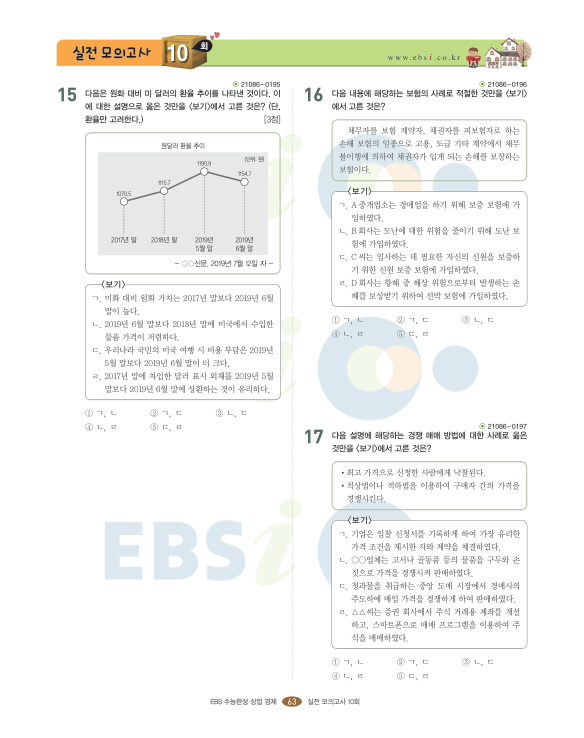 실전 모의고사 10 회
www.ebsi.co.kr
21086-0195
15 다음은 원화 대비 미 달러의 환율 추이를 나타낸 것이다. 이
에 대한 설명으로 옳은 것만을 <보기>에서 고른 것은? (단,
환율만 고려한다.) [3점]
원달러 환율 추이
(단위: 원)
1070.5
1115.7
1190.9
1154.7
2017년 말 2018년 말 2019년 2019년
5월 말 6월 말
- ○○신문, 2019년 7월 12일 자 -
<보기>
ㄱ. 미화 대비 원화 가치는 2017년 말보다 2019년 6월
말이 높다.
ㄴ. 2019년 6월 말보다 2018년 말에 미국에서 수입한
물품 가격이 저렴하다.
ㄷ. 우리나라 국민의 미국 여행 시 비용 부담은 2019년
5월 말보다 2019년 6월 말이 더 크다.
ㄹ. 2017년 말에 차입한 달러 표시 외채를 2019년 5월
말보다 2019년 6월 말에 상환하는 것이 유리하다.
① ㄱ, ㄴ ② ㄱ, ㄷ ③ ㄴ, ㄷ
④ ㄴ, ㄹ ⑤ ㄷ, ㄹ
21086-0196
16 다음 내용에 해당하는 보험의 사례로 적절한 것만을 <보기>
에서 고른 것은?
채무자를 보험 계약자, 채권자를 피보험자로 하는
손해 보험의 일종으로 고용, 도급 기타 계약에서 채무
불이행에 의하여 채권자가 입게 되는 손해를 보장하는
보험이다.
<보기>
ㄱ. A 중개업소는 경매업을 하기 위해 보증 보험에 가
입하였다.
ㄴ. B 회사는 도난에 대한 위험을 줄이기 위해 도난 보
험에 가입하였다.
ㄷ. C 씨는 입사하는 데 필요한 자신의 신원을 보증하
기 위한 신원 보증 보험에 가입하였다.
ㄹ. D 회사는 항해 중 해상 위험으로부터 발생하는 손
해를 보상받기 위하여 선박 보험에 가입하였다.
① ㄱ, ㄴ ② ㄱ, ㄷ ③ ㄴ, ㄷ
④ ㄴ, ㄹ ⑤ ㄷ, ㄹ
21086-0197
17 다음 설명에 해당하는 경쟁 매매 방법에 대한 사례로 옳은
것만을 <보기>에서 고른 것은?
• 최고 가격으로 신청한 사람에게 낙찰된다.
• 적상법이나 적하법을 이용하여 구매자 간의 가격을
경쟁시킨다.
<보기>
ㄱ. 기업은 입찰 신청서를 기록하게 하여 가장 유리한
가격 조건을 제시한 자와 계약을 체결하였다.
ㄴ. ○○업체는 고서나 골동품 등의 물품을 구두와 손
짓으로 가격을 경쟁시켜 판매하였다.
ㄷ. 청과물을 취급하는 중앙 도매 시장에서 경매사의
주도하에 매입 가격을 경쟁하게 하여 판매하였다.
ㄹ. △△씨는 증권 회사에서 주식 거래용 계좌를 개설
하고, 스마트폰으로 매매 프로그램을 이용하여 주
식을 매매하였다.
① ㄱ, ㄴ ② ㄱ, ㄷ ③ ㄴ, ㄷ
④ ㄴ, ㄹ ⑤ ㄷ, ㄹ
EBSi
EBS 수능완성 상업 경제 63 실전 모의고사 10회